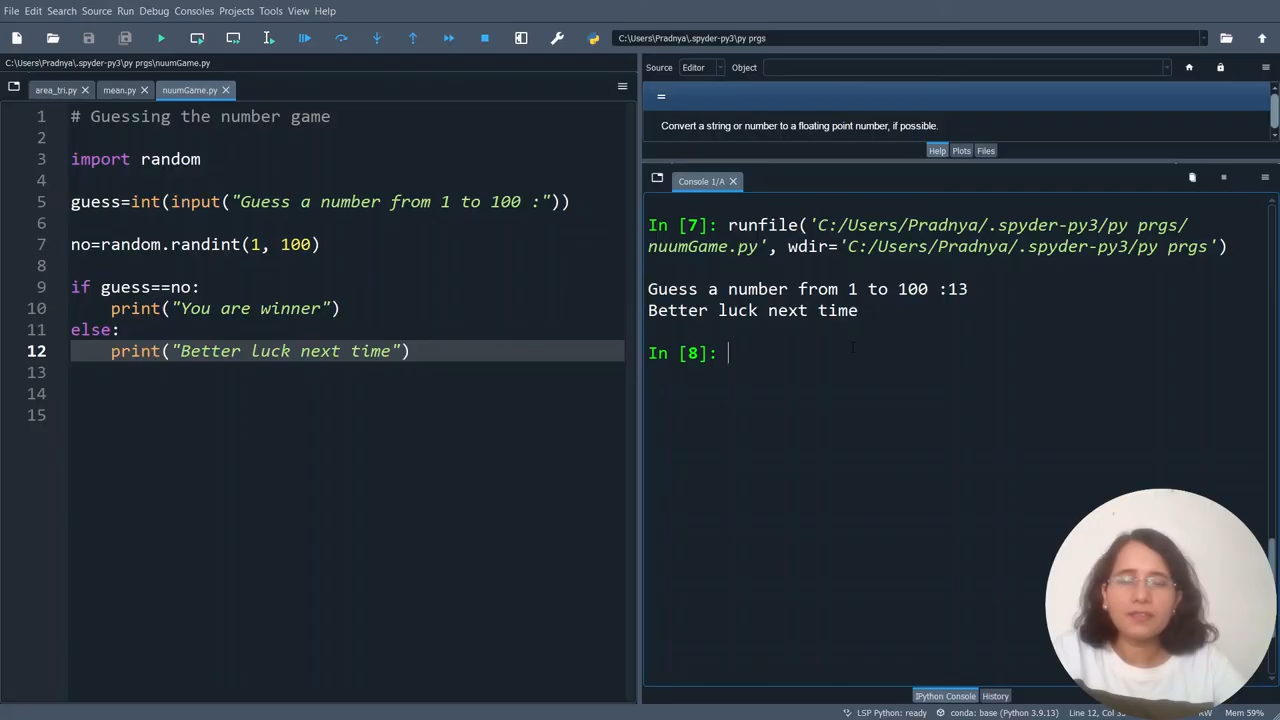 File Edit Search Source Run Debug Consoles Projects Tools View Help
C:\Users\Pradnya\.spyder-py3\py prgs
C:\Users\Pradnya\.spyder-py3\py prgs\nuumGame.py
area_tri.py mean.py nuumGame.py
1 # Guessing the number game
2
3 import random
4
5 guess=int(input("Guess a number from 1 to 100 :"))
6
7 no=random.randint(1, 100)
8
9 if guess==no:
10 print("You are winner")
11 else:
12 print("Better luck next time")
13
14
15
Source Editor Object
=
Convert a string or number to a floating point number, if possible.
Help Plots Files
Console 1/A
In [7]: runfile('C:/Users/Pradnya/.spyder-py3/py prgs/
nuumGame.py', wdir='C:/Users/Pradnya/.spyder-py3/py prgs')
Guess a number from 1 to 100 :13
Better luck next time
In [8]:
IPython Console History
LSP Python: ready conda: base (Python 3.9.13) Line 12, Col RW Mem 59%